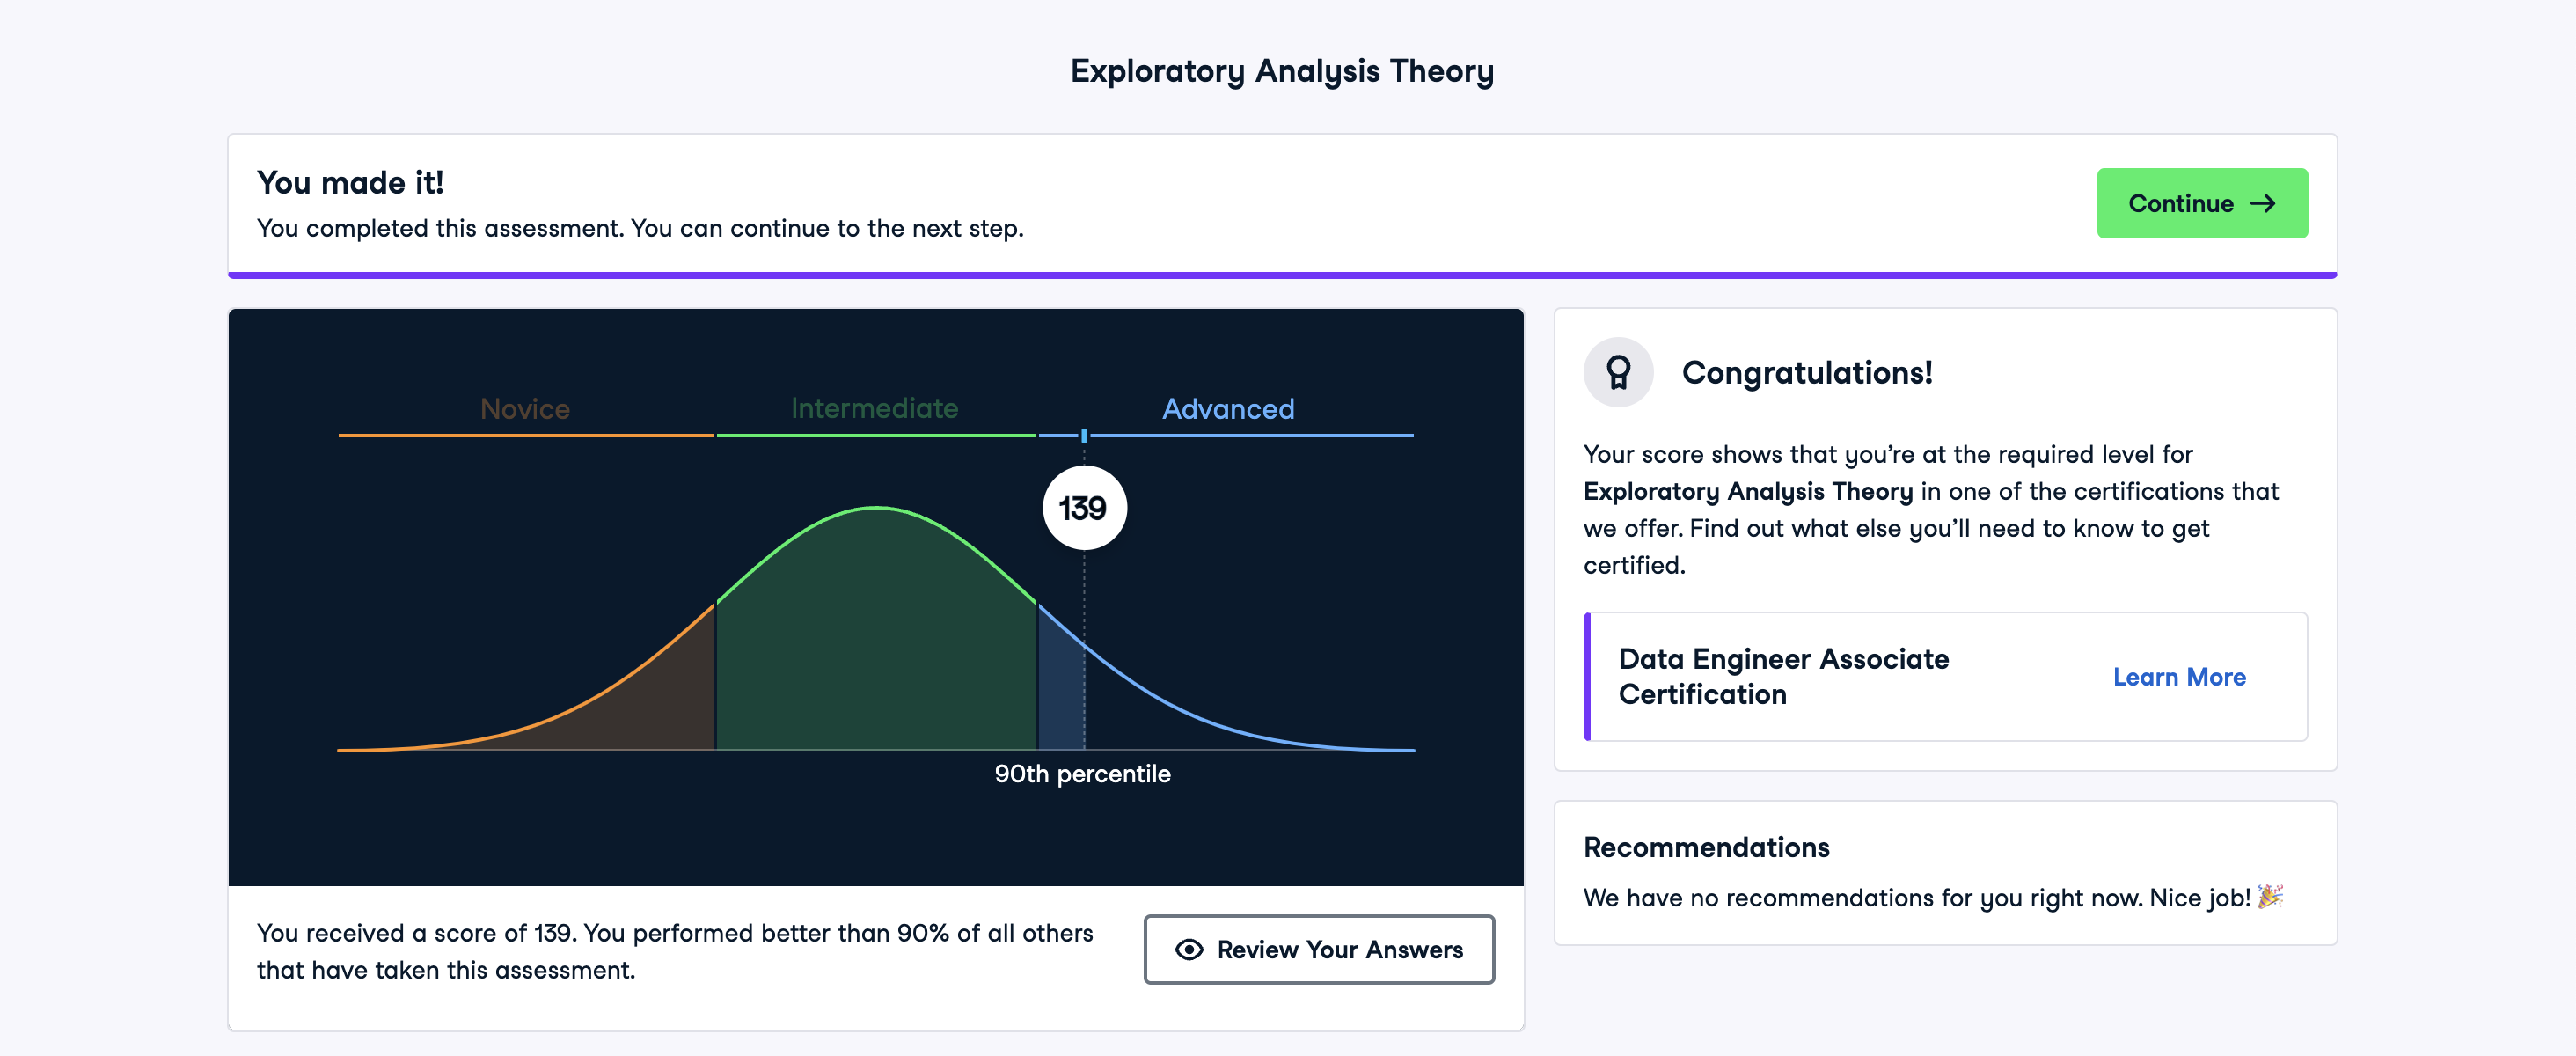 Exploratory Analysis Theory
You made it!
You completed this assessment. You can continue to the next step.
Continue
Novice
Intermediate
Advanced
139
90th percentile
You received a score of 139. You performed better than 90% of all others
that have taken this assessment.
Review Your Answers
Congratulations!
Your score shows that you’re at the required level for
Exploratory Analysis Theory in one of the certifications that
we offer. Find out what else you’ll need to know to get
certified.
Data Engineer Associate
Certification
Learn More
Recommendations
We have no recommendations for you right now. Nice job! 🎉